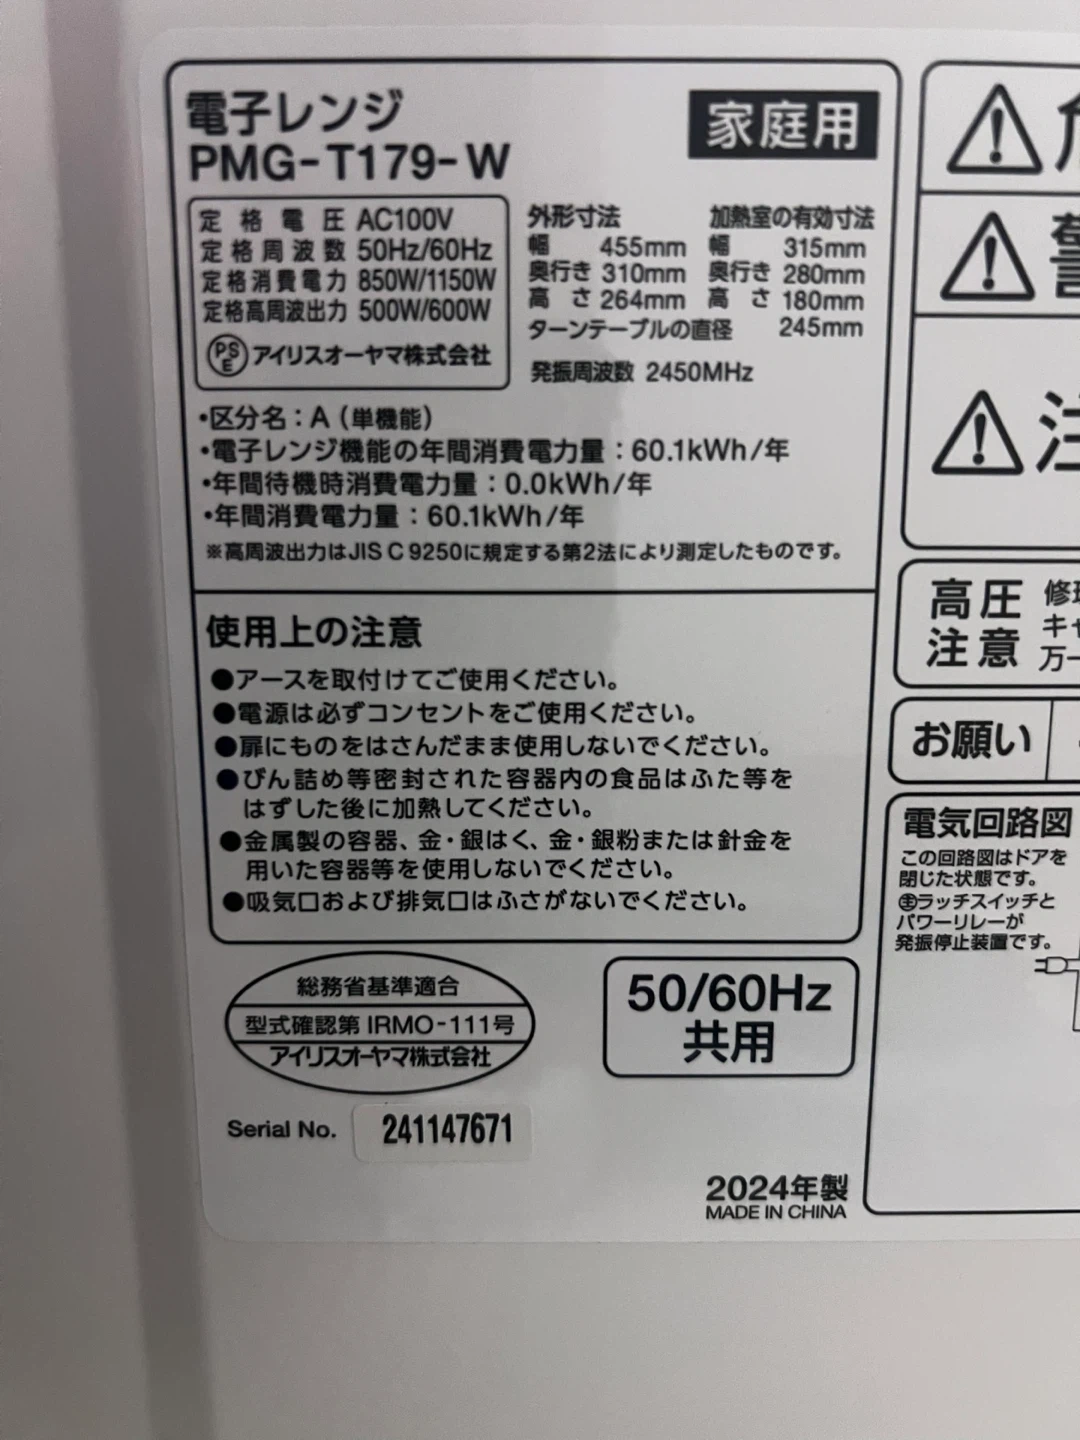 電子レンジ
PMG-T179-W
家庭用
定格電圧 AC100V
定格周波数 50Hz/60Hz
定格消費電力 850W/1150W
定格高周波出力 500W/600W
PSE アイリスオーヤマ株式会社
外形寸法
幅 455mm
奥行き 310mm
高さ 264mm
加熱室の有効寸法
幅 315mm
奥行き 280mm
高さ 180mm
ターンテーブルの直径 245mm
発振周波数 2450MHz
・区分名：A（単機能）
・電子レンジ機能の年間消費電力量：60.1kWh/年
・年間待機時消費電力量：0.0kWh/年
・年間消費電力量：60.1kWh/年
※高周波出力はJIS C 9250に規定する第2法により測定したものです。
使用上の注意
●アースを取付けてご使用ください。
●電源は必ずコンセントをご使用ください。
●扉にものをはさんだまま使用しないでください。
●びん詰め等密封された容器内の食品はふた等を
はずした後に加熱してください。
●金属製の容器、金・銀はく、金・銀粉または針金を
用いた容器等を使用しないでください。
●吸気口および排気口はふさがないでください。
総務省基準適合
型式確認第 IRMO-111号
アイリスオーヤマ株式会社
50/60Hz
共用
Serial No. 241147671
2024年製
MADE IN CHINA
注
高圧
注意
修
キャ
万一
お願い
電気回路図
この回路図はドアを
閉じた状態です。
㊤ラッチスイッチと
パワーリレーが
発振停止装置です。